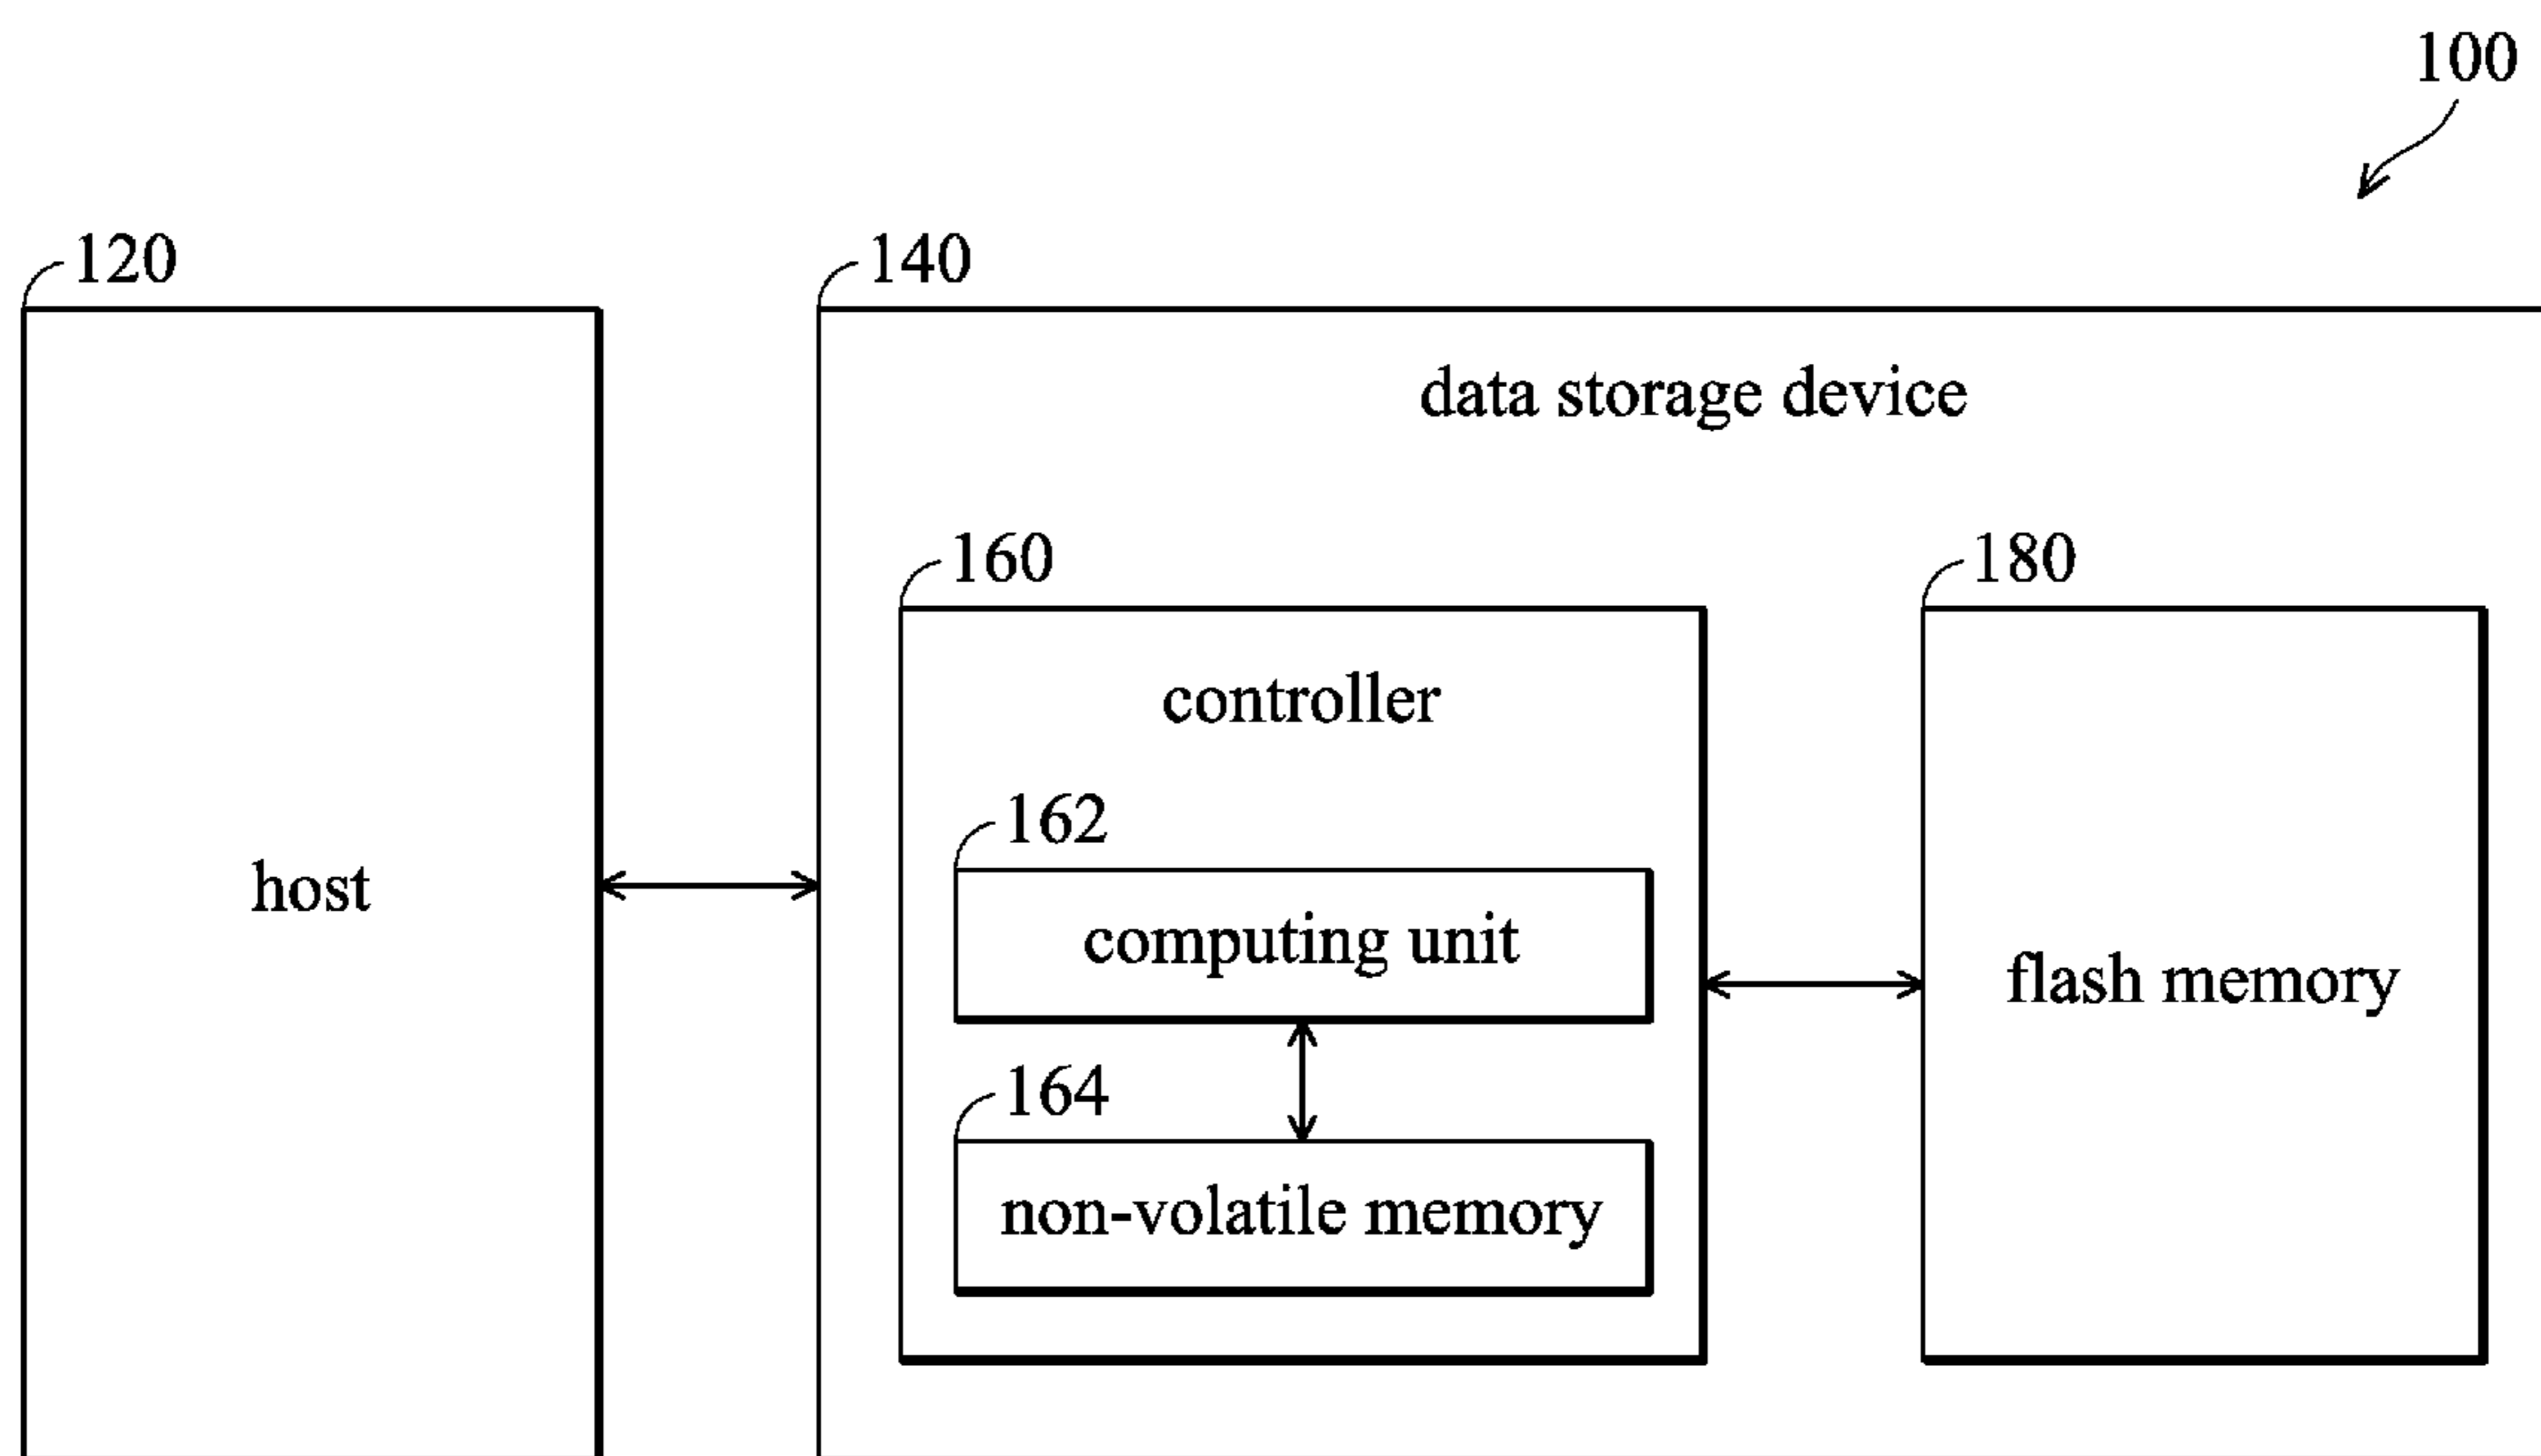 100
120
140
data storage device
160
180
controller
162
host
computing unit
flash memory
164
non-volatile memory